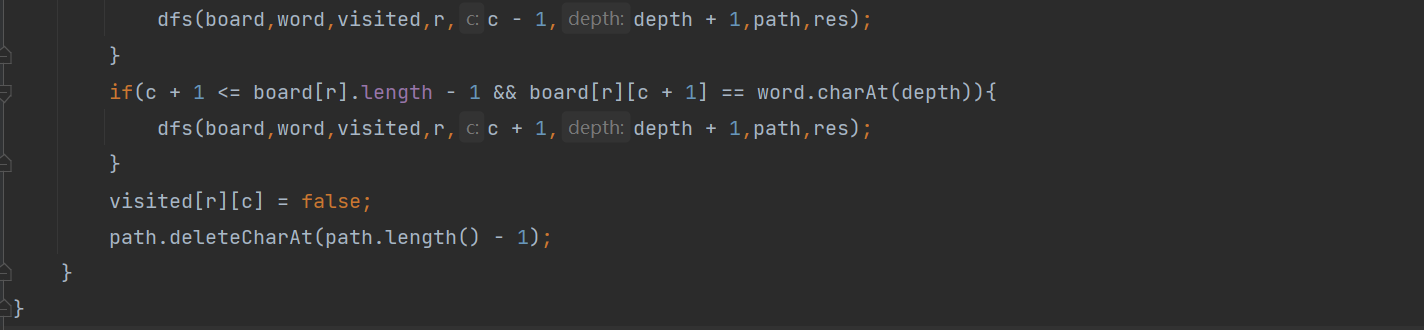 dfs(board,word,visited,r, c: c - 1, depth: depth + 1,path,res);
}
if(c + 1 <= board[r].length - 1 && board[r][c + 1] == word.charAt(depth)){
dfs(board,word,visited,r, c: c + 1, depth: depth + 1,path,res);
}
visited[r][c] = false;
path.deleteCharAt(path.length() - 1);
}
}